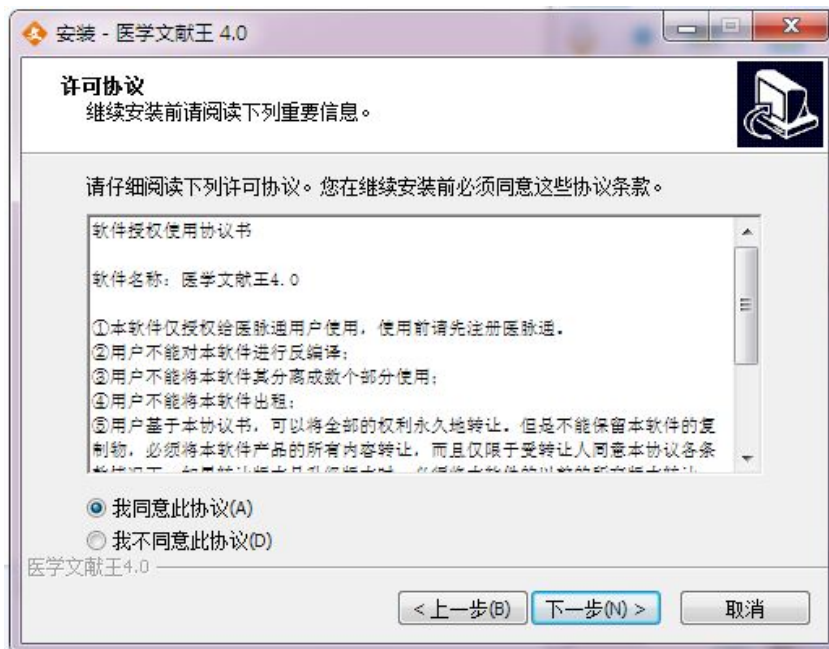 安装 - 医学文献王 4.0
许可协议
继续安装前请阅读下列重要信息。
请仔细阅读下列许可协议。您在继续安装前必须同意这些协议条款。
软件授权使用协议书
软件名称：医学文献王4.0
①本软件仅授权给医脉通用户使用，使用前请先注册医脉通。
②用户不能对本软件进行反编译；
③用户不能将本软件其分离成数个部分使用；
④用户不能将本软件出租；
⑤用户基于本协议书，可以将全部的权利永久地转让。但是不能保留本软件的复
制物，必须将本软件产品的所有内容转让，而且仅限于受转让人同意本协议各条
我同意此协议(A)
我不同意此协议(D)
医学文献王4.0
< 上一步(B)
下一步(N) >
取消